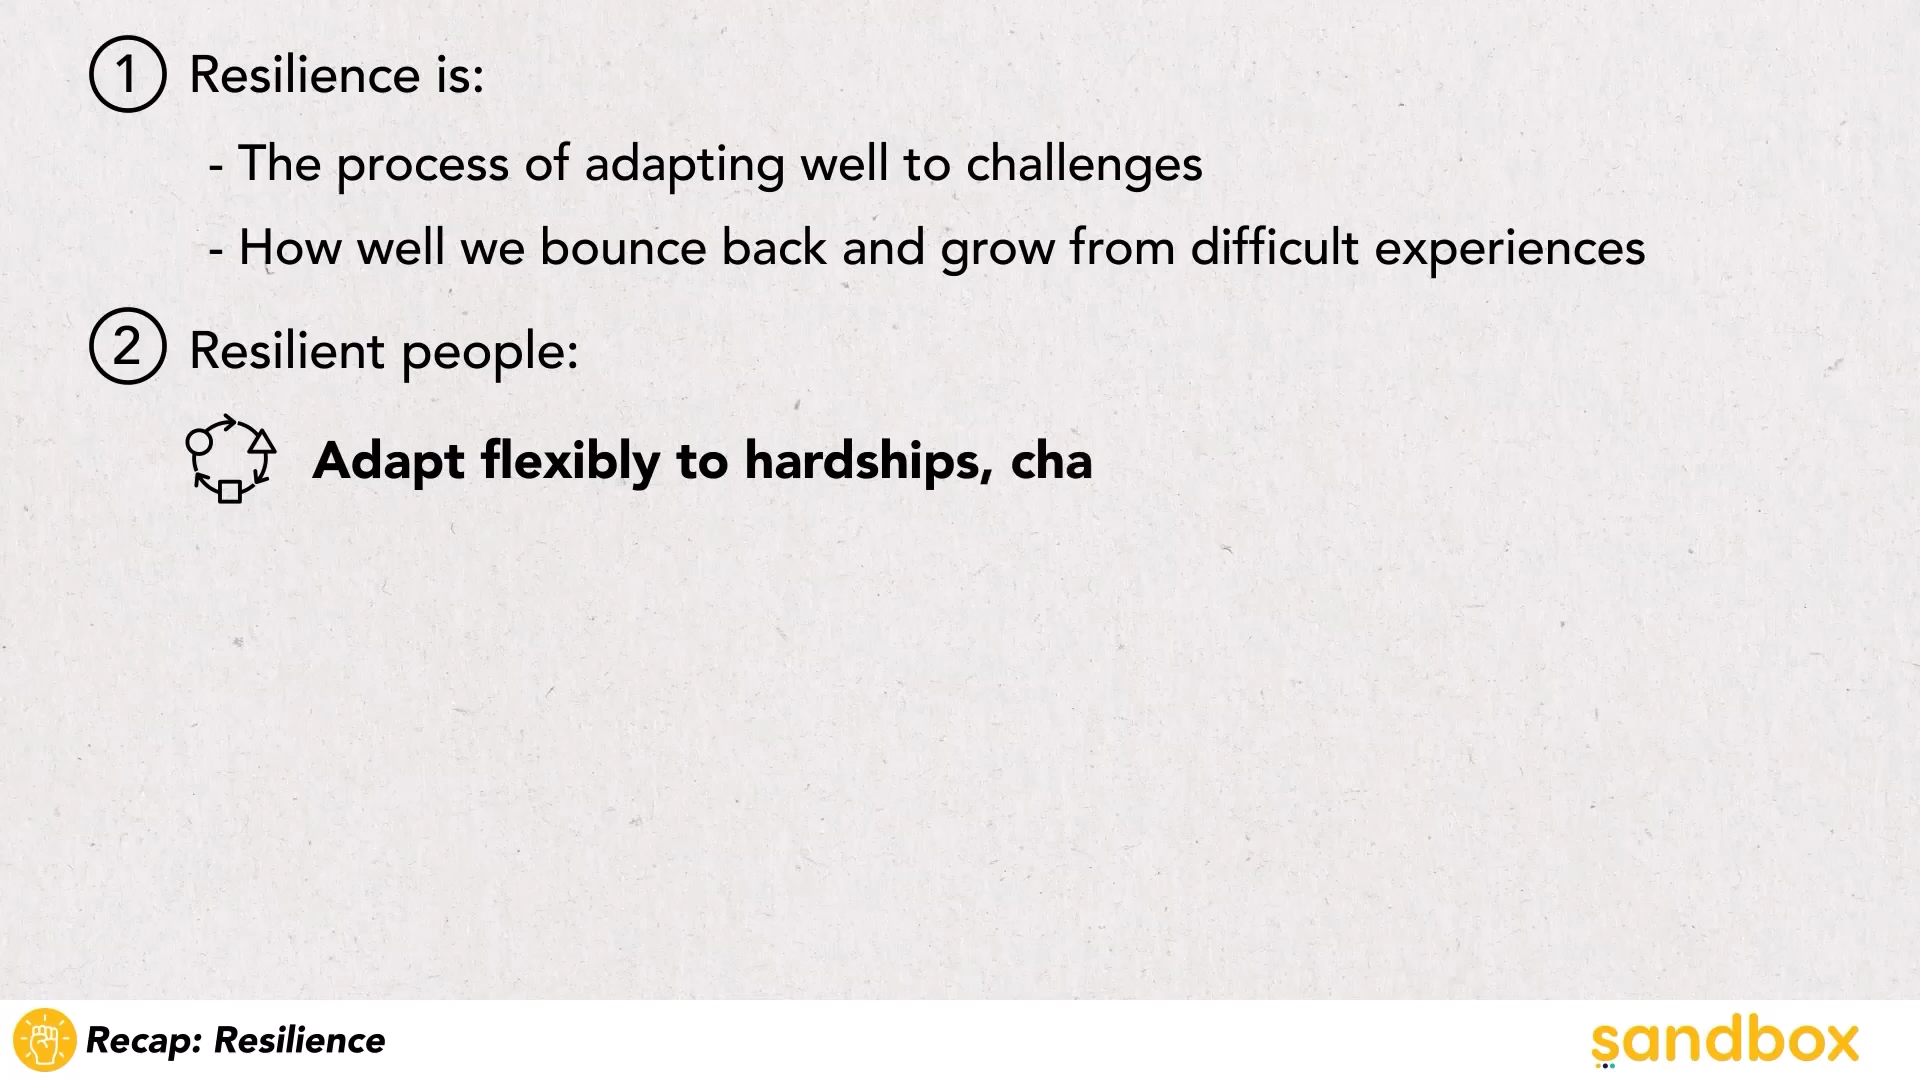 1 Resilience is:
- The process of adapting well to challenges
- How well we bounce back and grow from difficult experiences
2 Resilient people:
Adapt flexibly to hardships, cha
Recap: Resilience
sandbox